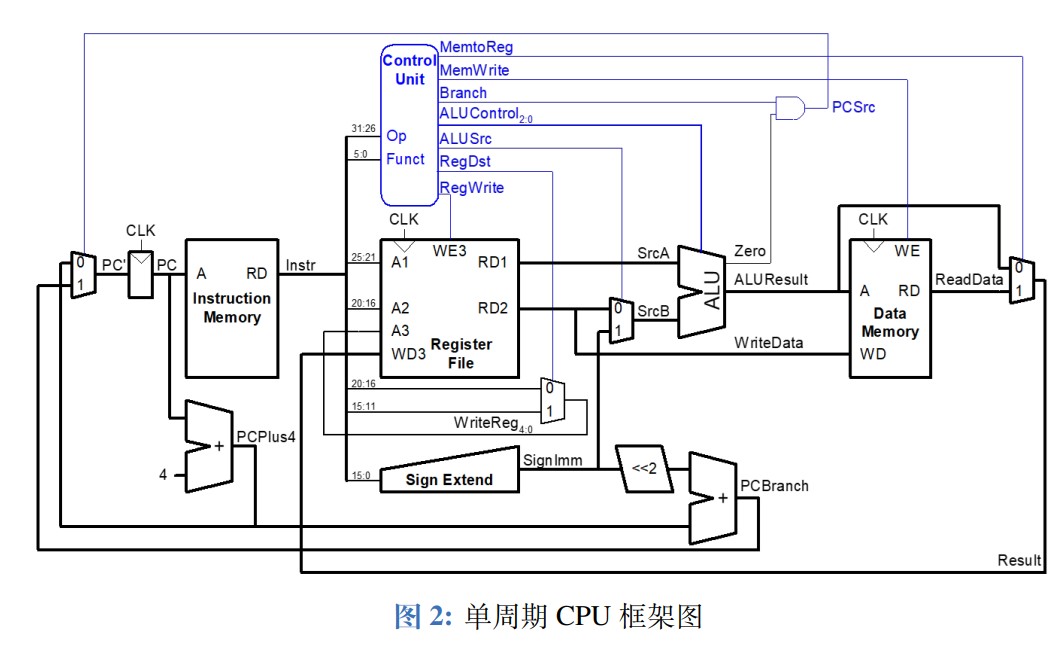 MemtoReg
Control
Unit
MemWrite
Branch
ALUControl2:0
PCSrc
31:26
Op
ALUSrc
5:0
Funct
RegDst
RegWrite
CLK
CLK
CLK
WE3
WE
0
1
PC'
PC
A
RD
Instruction
Memory
Instr
25:21
A1
RD1
20:16
A2
RD2
A3
WD3
Register
File
SrcA
0
1
SrcB
ALU
Zero
ALUResult
WriteData
A
RD
Data
Memory
WD
ReadData
0
1
20:16
0
15:11
1
WriteReg4:0
+
PCPlus4
4
15:0
Sign Extend
SignImm
<<2
+
PCBranch
Result
图 2: 单周期 CPU 框架图